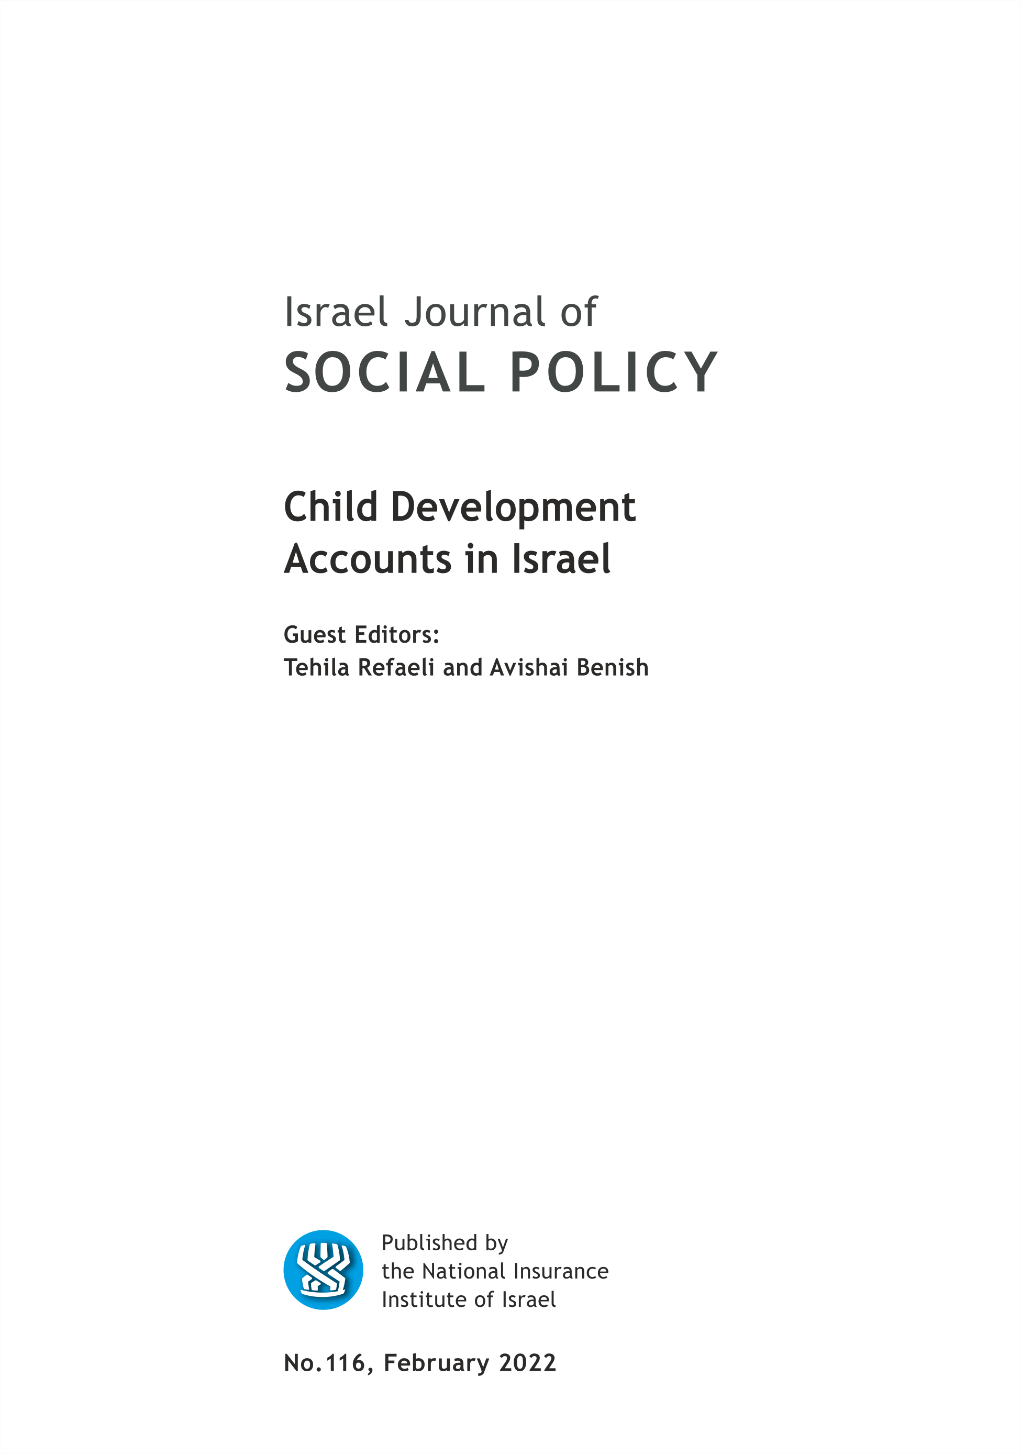 Israel Journal of
SOCIAL POLICY
Child Development
Accounts in Israel
Guest Editors:
Tehila Refaeli and Avishai Benish
Published by
the National Insurance
Institute of Israel
No.116, February 2022